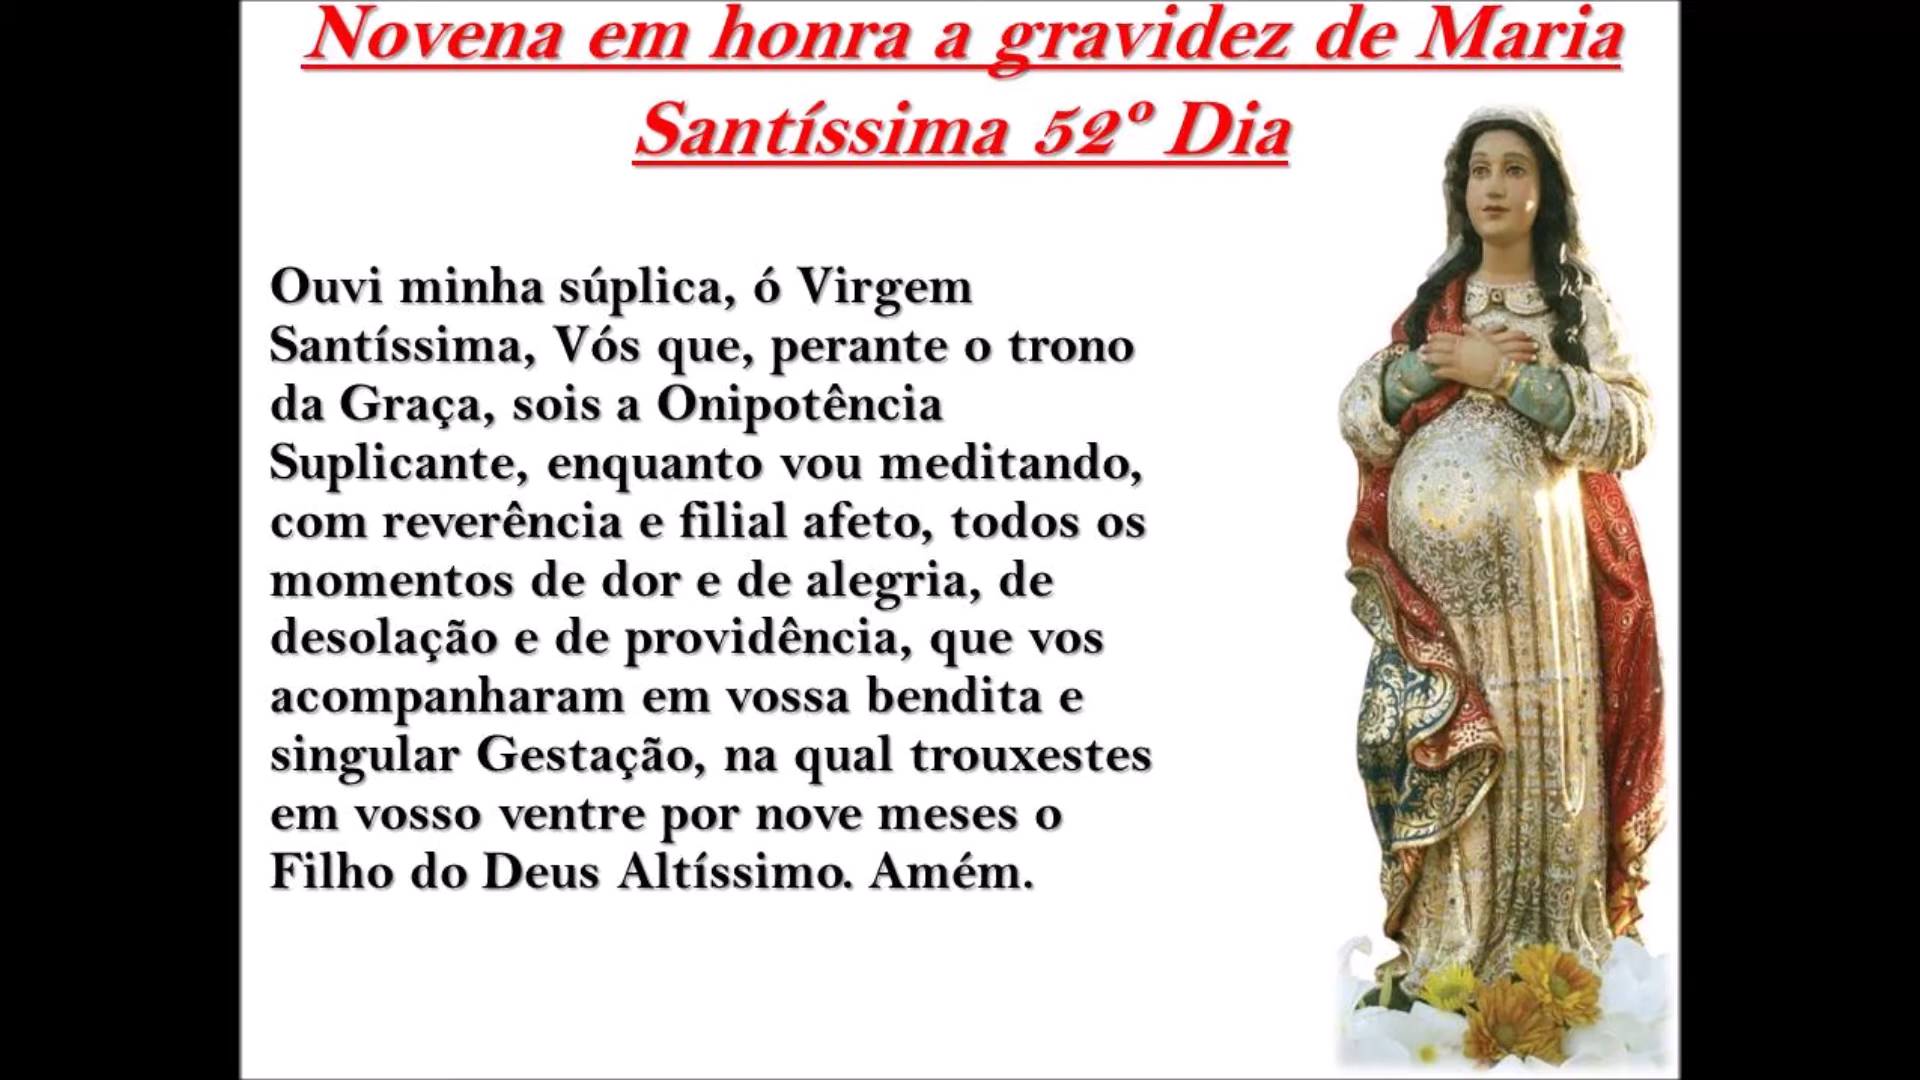 Novena em honra a gravidez de Maria
Santíssima 52º Dia
Ouvi minha súplica, ó Virgem
Santíssima, Vós que, perante o trono
da Graça, sois a Onipotência
Suplicante, enquanto vou meditando,
com reverência e filial afeto, todos os
momentos de dor e de alegria, de
desolação e de providência, que vos
acompanharam em vossa bendita e
singular Gestação, na qual trouxestes
em vosso ventre por nove meses o
Filho do Deus Altíssimo. Amém.